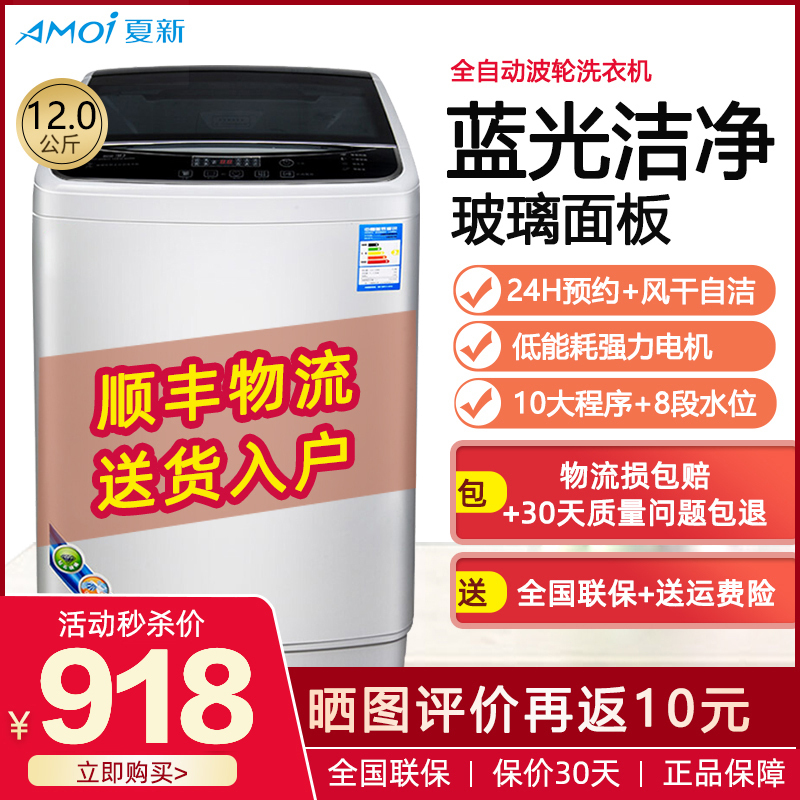 AMOi夏新
12.0
公斤
全自动波轮洗衣机
蓝光洁净
玻璃面板
24H预约+风干自洁
低能耗强力电机
10大程序+8段水位
顺丰物流
送货入户
包
物流损包赔
+30天质量问题包退
送
全国联保+送运费险
活动秒杀价
¥918
立即购买>
晒图评价再返10元
全国联保
保价30天
正品保障